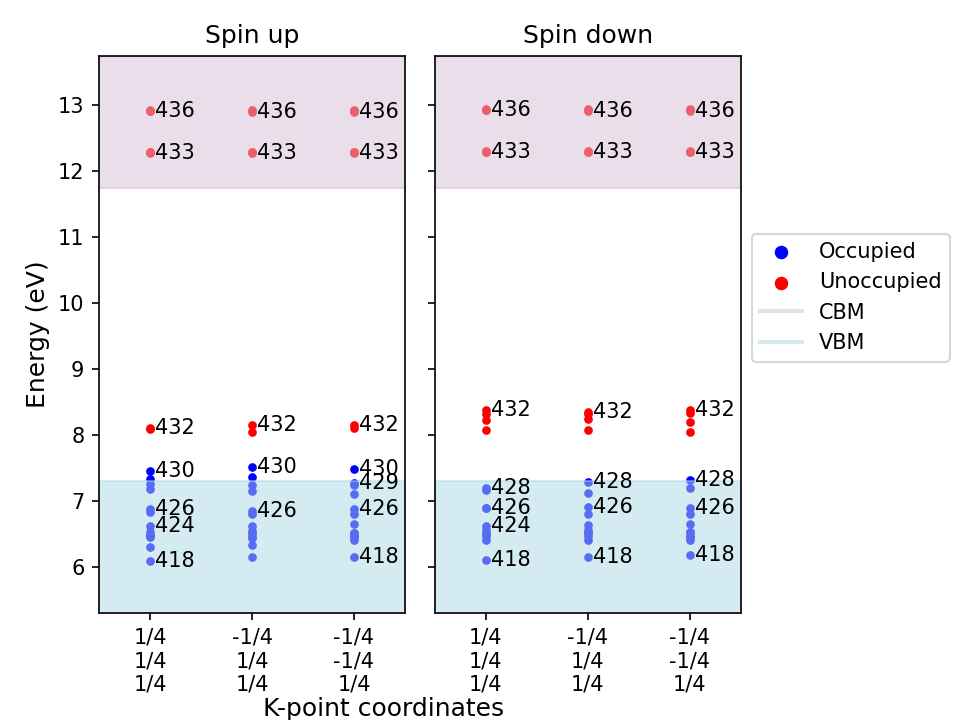 Spin up
Spin down
Energy (eV)
13
12
11
10
9
8
7
6
436 436 436
433 433 433
432 432 432
430 430 430
429
426 426 426
424
418 418
436 436 436
433 433 433
432 432 432
428 428 428
426 426 426
424
418 418 418
1/4 -1/4 -1/4
1/4 1/4 -1/4
1/4 1/4 1/4
1/4 -1/4 -1/4
1/4 1/4 -1/4
1/4 1/4 1/4
K-point coordinates
Occupied
Unoccupied
CBM
VBM